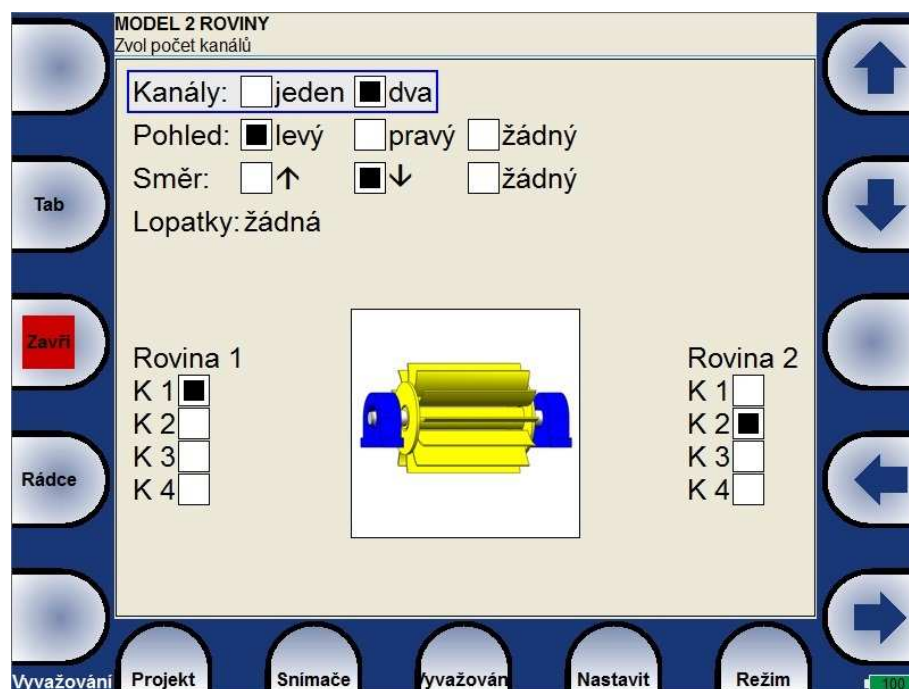 MODEL 2 ROVINY
Zvol počet kanálů
Kanály: jeden dva
Pohled: levý pravý žádný
Směr: ↑ ↓ žádný
Lopatky: žádná
Tab
Zavři
Rádce
Rovina 1
K 1
K 2
K 3
K 4
Rovina 2
K 1
K 2
K 3
K 4
Vyvažování
Projekt
Snímače
Vyvažován
Nastavit
Režim
100